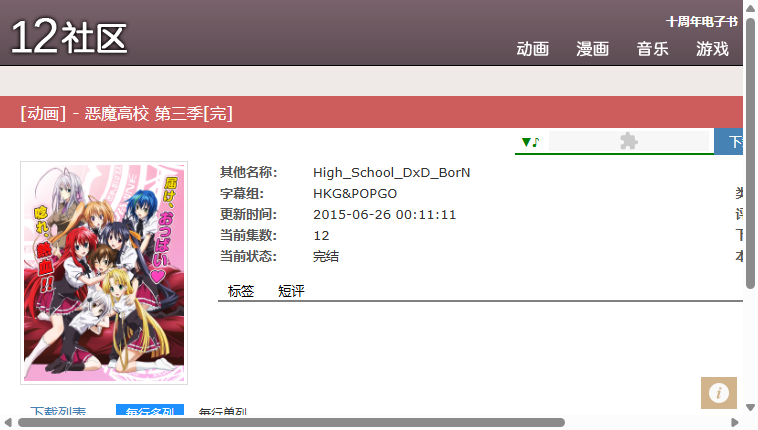 12社区
十周年电子书
动画 漫画 音乐 游戏
[动画] - 恶魔高校 第三季[完]
▼♪
其他名称: High_School_DxD_BorN
字幕组: HKG&POPGO
更新时间: 2015-06-26 00:11:11
当前集数: 12
当前状态: 完结
届け、おっぱい♥
唸れ、熱血!!
标签 短评
下载列表 每行多列 每行单列